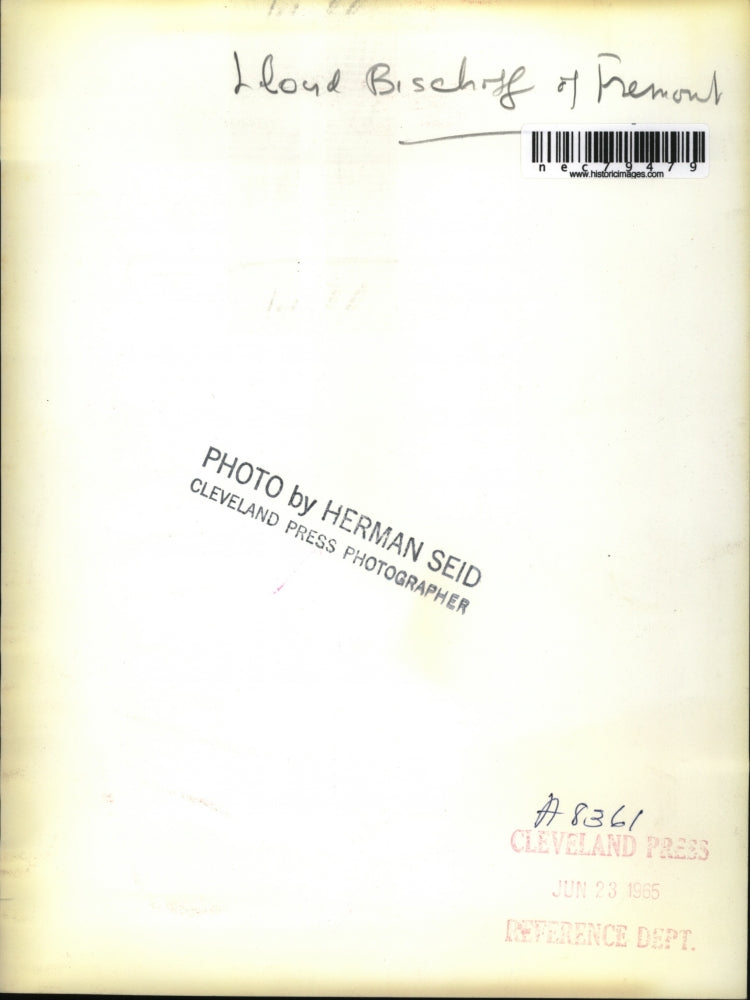 Lloyd Bischoff of Fremont
nec79479
www.historicimages.com
PHOTO by HERMAN SEID
CLEVELAND PRESS PHOTOGRAPHER
A8361
CLEVELAND PRESS
JUN 23 1965
REFERENCE DEPT.